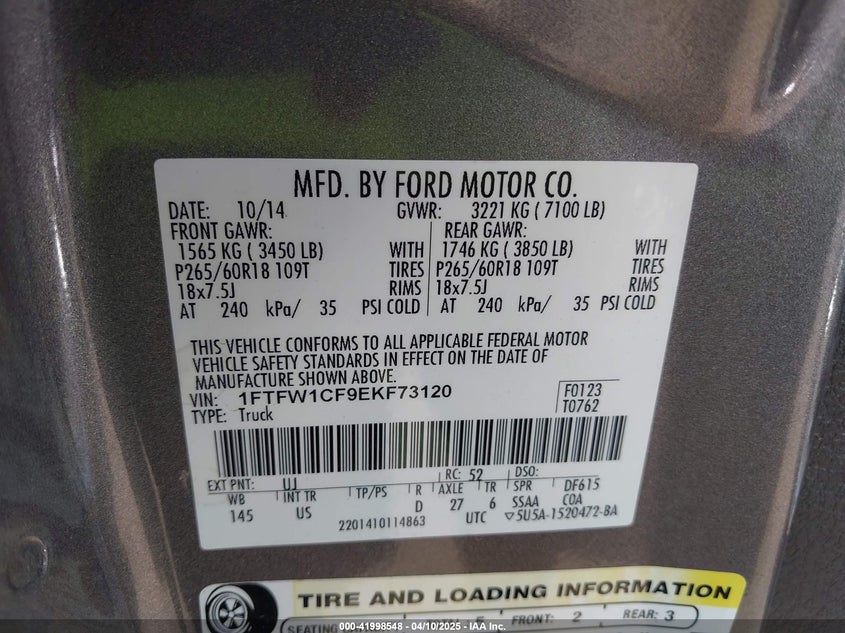 MFD. BY FORD MOTOR CO.
DATE: 10/14 GVWR: 3221 KG ( 7100 LB)
FRONT GAWR: REAR GAWR:
1565 KG ( 3450 LB) WITH 1746 KG ( 3850 LB) WITH
P265/60R18 109T TIRES P265/60R18 109T TIRES
18x7.5J RIMS 18x7.5J RIMS
AT 240 kPa/ 35 PSI COLD AT 240 kPa/ 35 PSI COLD
THIS VEHICLE CONFORMS TO ALL APPLICABLE FEDERAL MOTOR
VEHICLE SAFETY STANDARDS IN EFFECT ON THE DATE OF
MANUFACTURE SHOWN ABOVE.
VIN: 1FTFW1CF9EKF73120 F0123
TYPE: Truck T0762
EXT PNT: UJ RC: 52 DSO:
WB INT TR TP/PS R AXLE TR SPR DF615
145 US D 27 6 SSAA COA
2201410114863 UTC ▽5U5A-1520472-BA
TIRE AND LOADING INFORMATION
SEATING FRONT: 2 REAR: 3
000-41998548 - 04/10/2025 - IAA Inc.